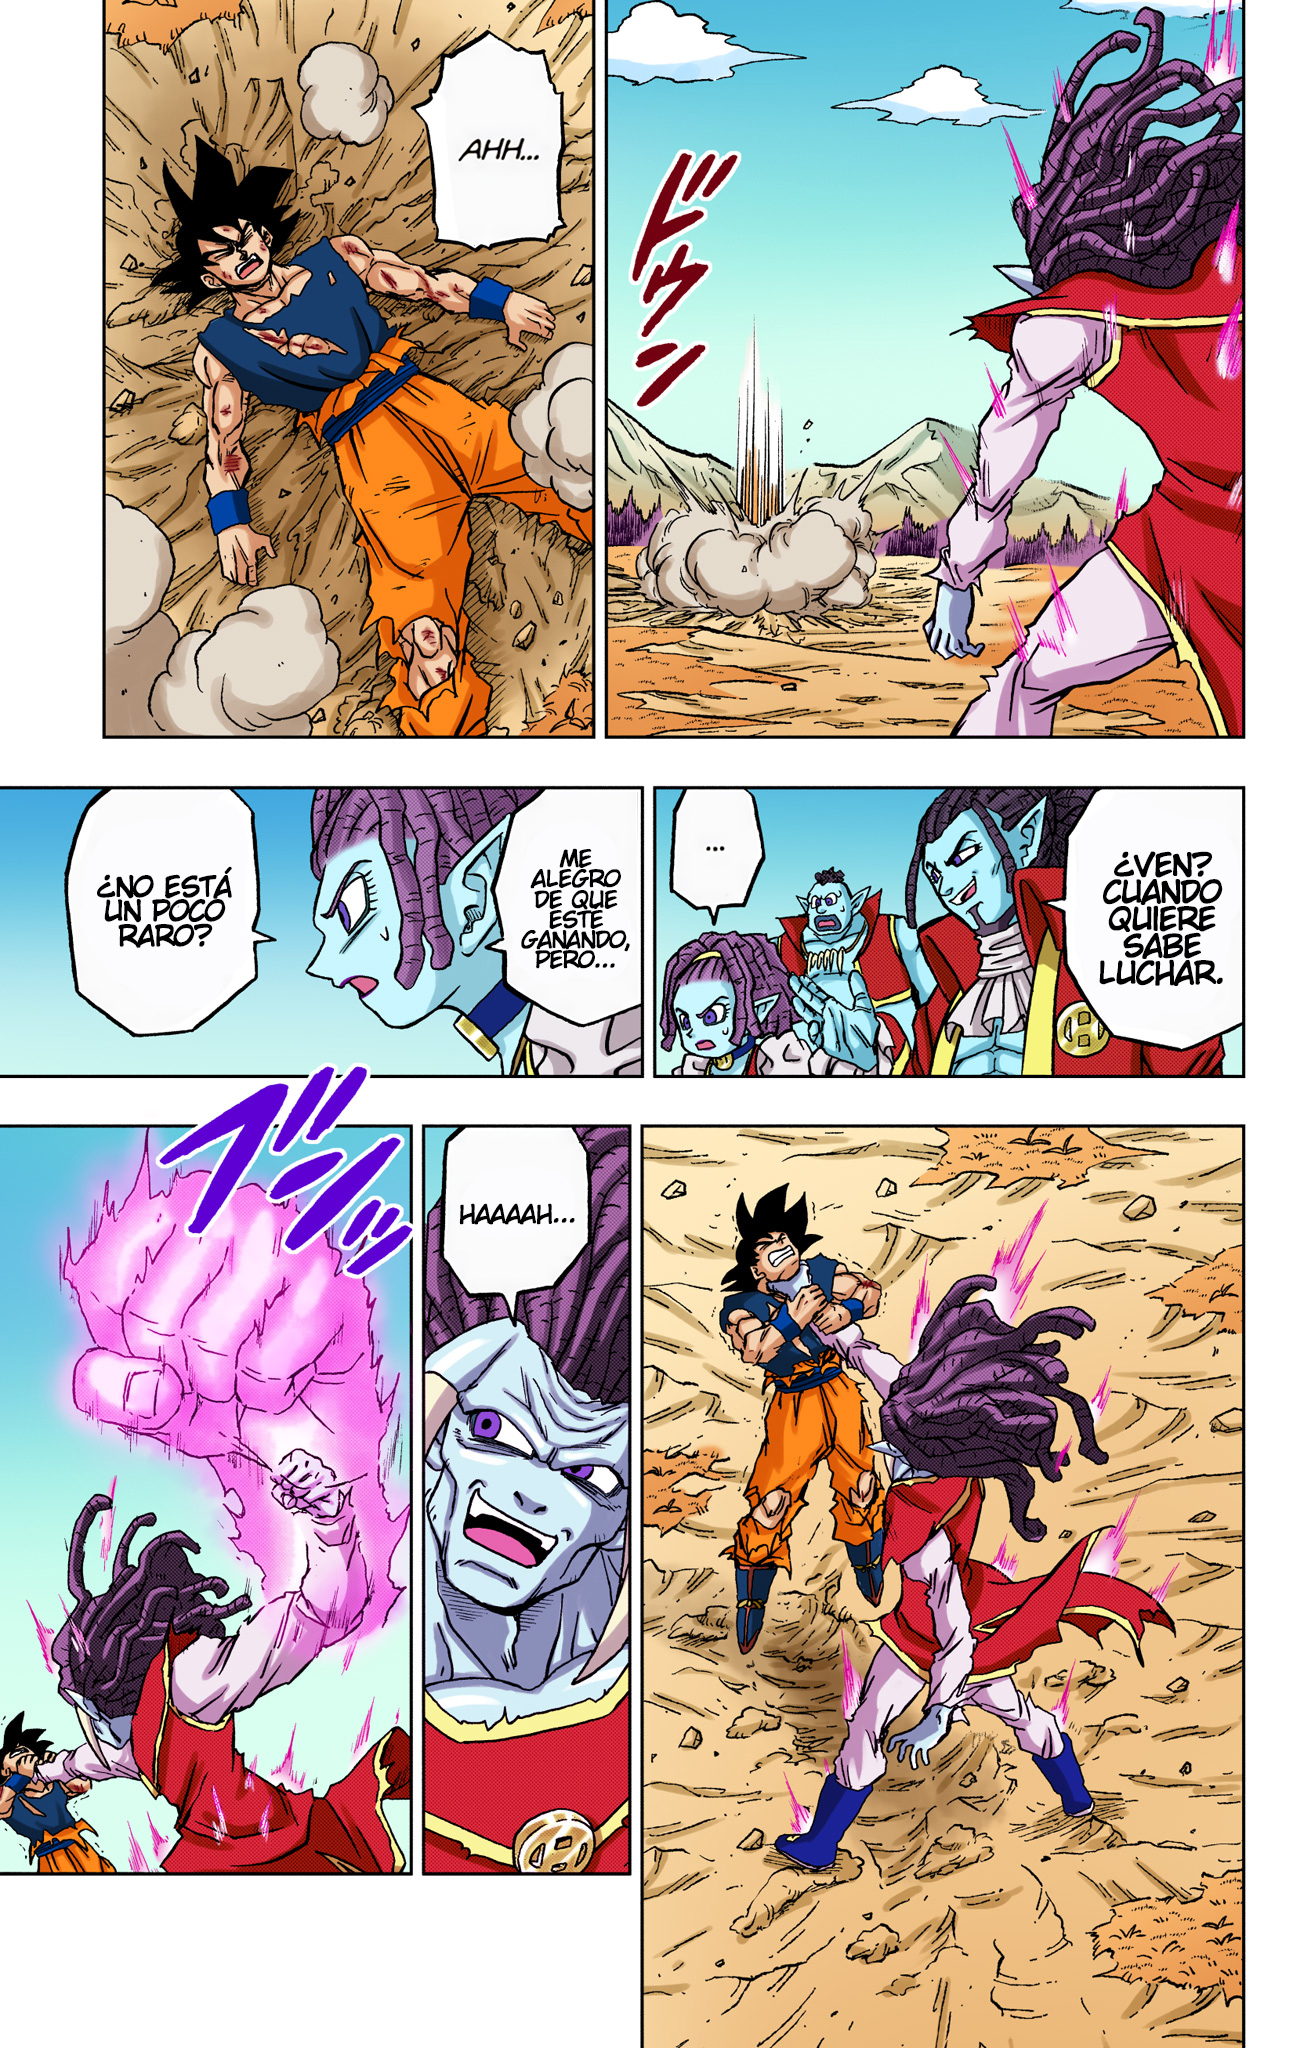 ドゥン
AHH...
¿VEN?
CUANDO
QUIERE
SABE
LUCHAR.
...
ME
ALEGRO
DE QUE
ESTÉ
GANANDO,
PERO...
¿NO ESTÁ
UN POCO
RARO?
HAAAAH...
ブンッ